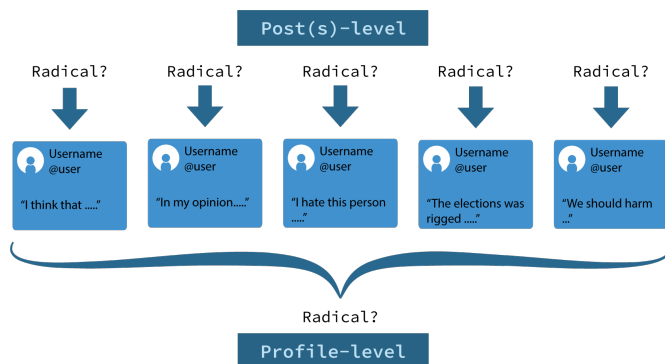 Post(s)-level
Radical? Radical? Radical? Radical? Radical?
Username
@user
“I think that .....”
Username
@user
“In my opinion.....”
Username
@user
“I hate this person
.....”
Username
@user
“The elections was
rigged .....”
Username
@user
“We should harm
...”
Radical?
Profile-level